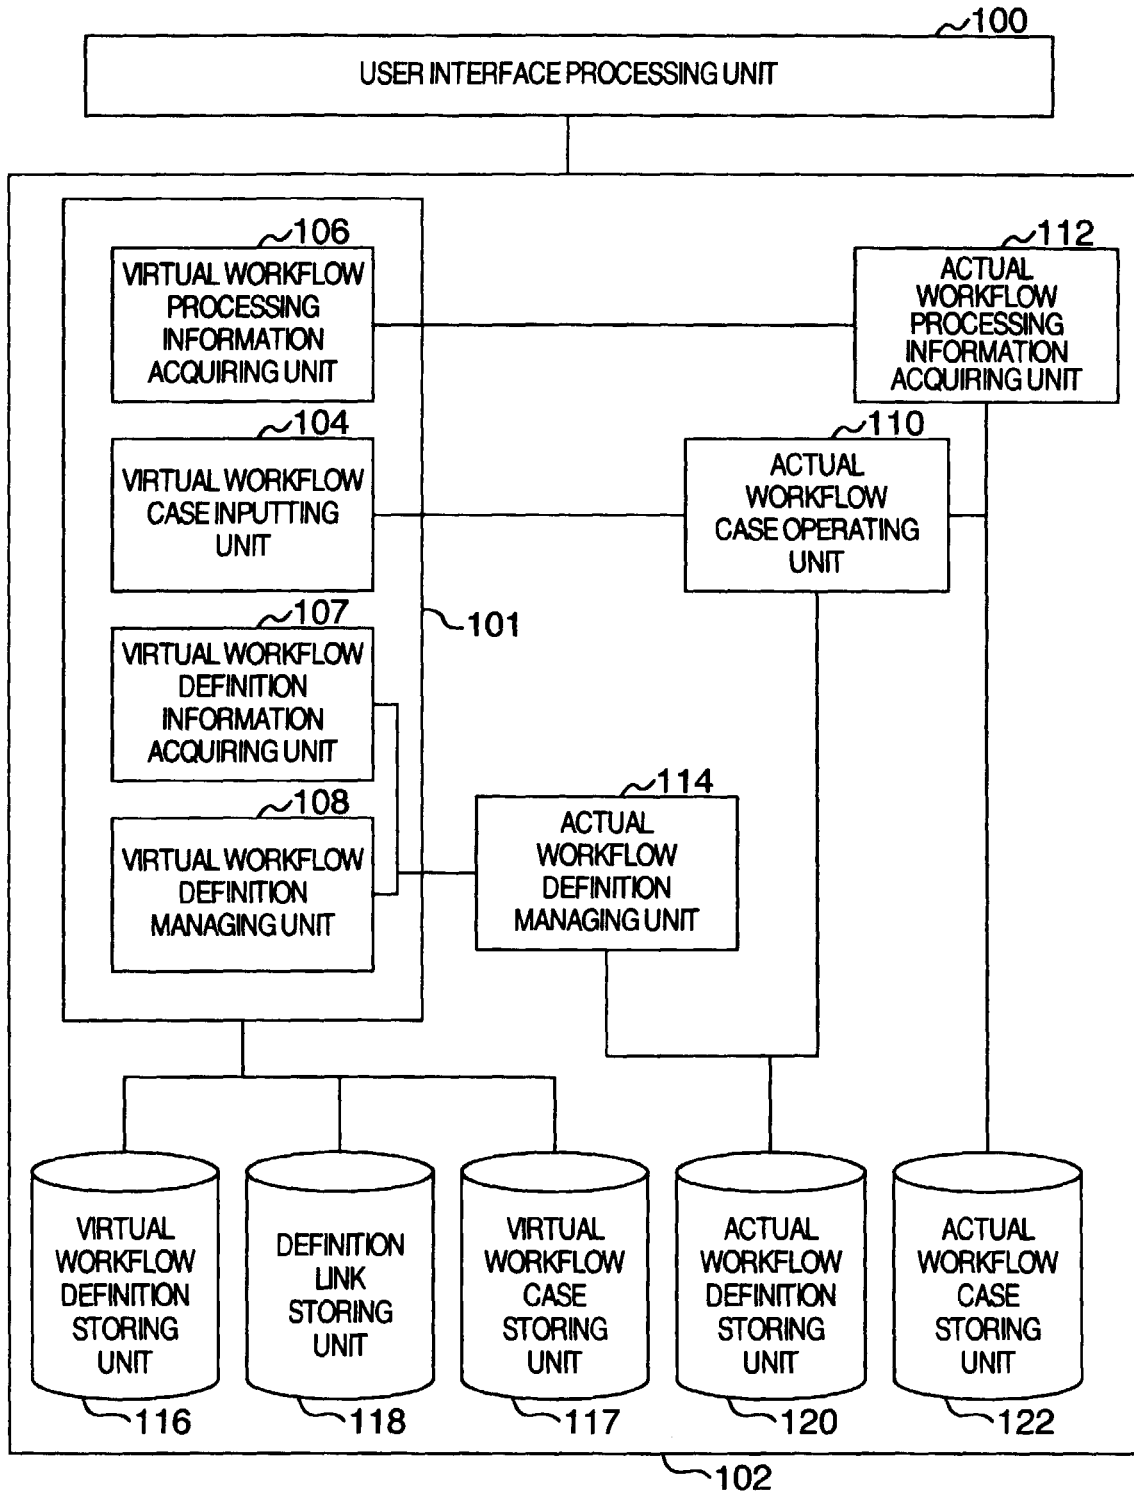 100
USER INTERFACE PROCESSING UNIT
106
VIRTUAL WORKFLOW
PROCESSING
INFORMATION
ACQUIRING UNIT
112
ACTUAL
WORKFLOW
PROCESSING
INFORMATION
ACQUIRING UNIT
104
VIRTUAL WORKFLOW
CASE INPUTTING
UNIT
110
ACTUAL
WORKFLOW
CASE OPERATING
UNIT
101
107
VIRTUAL WORKFLOW
DEFINITION
INFORMATION
ACQUIRING UNIT
108
VIRTUAL WORKFLOW
DEFINITION
MANAGING UNIT
114
ACTUAL
WORKFLOW
DEFINITION
MANAGING UNIT
VIRTUAL
WORKFLOW
DEFINITION
STORING
UNIT
116
DEFINITION
LINK
STORING
UNIT
118
VIRTUAL
WORKFLOW
CASE
STORING
UNIT
117
ACTUAL
WORKFLOW
DEFINITION
STORING
UNIT
120
ACTUAL
WORKFLOW
CASE
STORING
UNIT
122
102